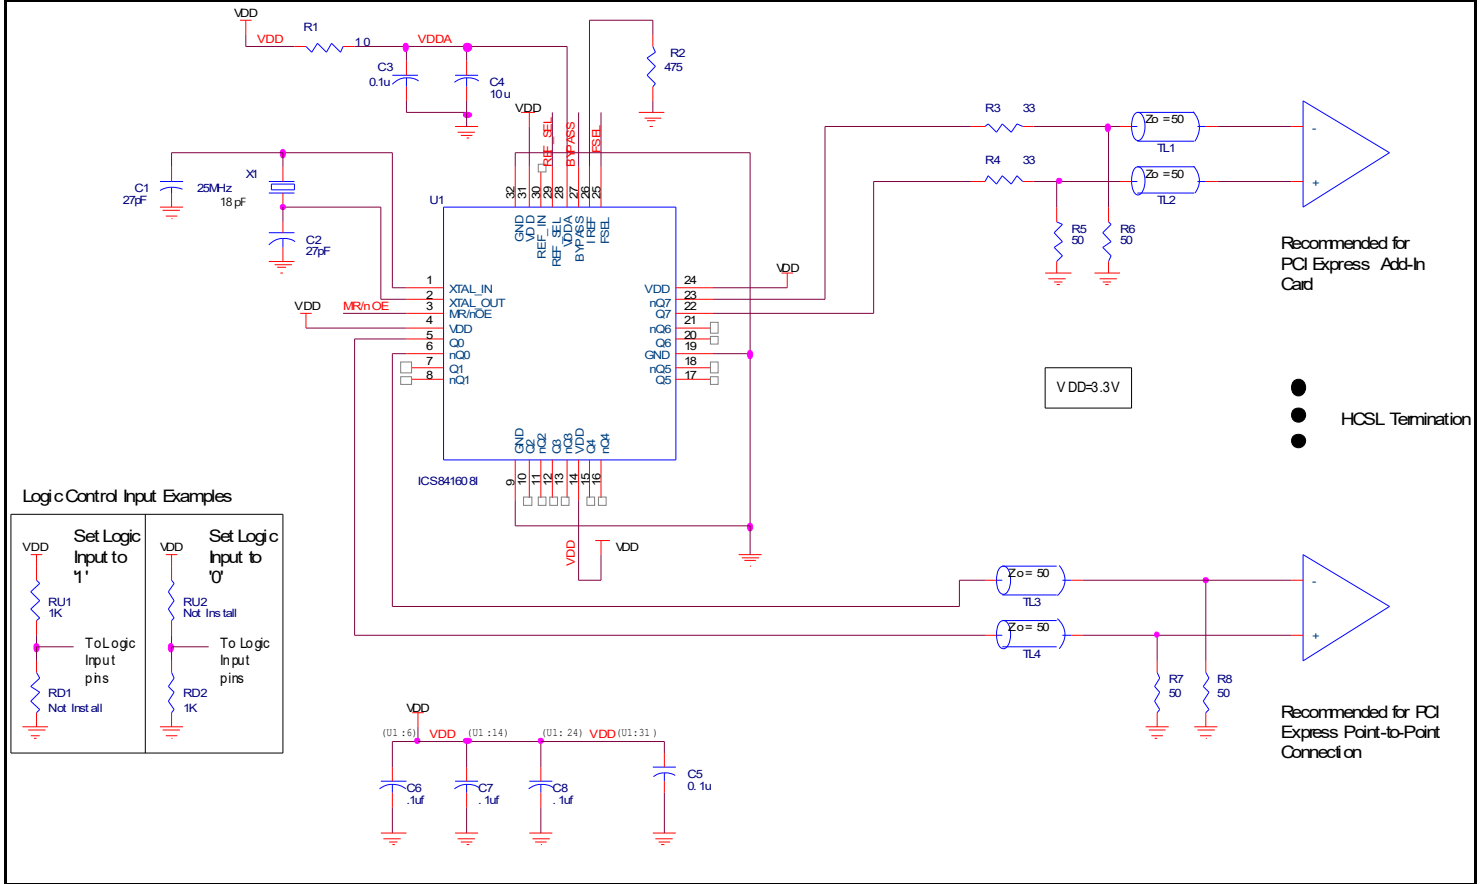 VDD
VDD
R1
10
VDDA
C3
0.1u
C4
10u
R2
475
VDD
REF_SEL
BYPASS
FSEL
R3 33
R4 33
Zo = 50
TL1
Zo = 50
TL2
-
+
R5
50
R6
50
Recommended for
PCI Express Add-In
Card
C1
27pF
X1
25MHz
18pF
C2
27pF
U1
32
31
30
29
28
27
26
25
GND
VDD
REF_IN
REF_SEL
VDDA
BYPASS
IREF
FSEL
VDD
MR/nOE
1
2
3
4
5
6
7
8
XTAL_IN
XTAL_OUT
MR/nOE
VDD
Q0
nQ0
Q1
nQ1
VDD
nQ7
Q7
nQ6
Q6
GND
nQ5
Q5
24
23
22
21
20
19
18
17
VDD
GND
Q2
nQ2
Q3
nQ3
VDD
Q4
nQ4
9
10
11
12
13
14
15
16
ICS841608I
VDD
VDD
VDD=3.3V
HCSL Termination
Logic Control Input Examples
VDD
Set Logic
Input to
'1'
RU1
1K
To Logic
Input
pins
RD1
Not Install
VDD
Set Logic
Input to
'0'
RU2
Not Install
To Logic
Input
pins
RD2
1K
Zo = 50
TL3
Zo = 50
TL4
-
+
R7
50
R8
50
Recommended for PCI
Express Point-to-Point
Connection
VDD
(U1:6) VDD (U1:14) (U1:24) VDD (U1:31)
C6
.1uf
C7
.1uf
C8
.1uf
C5
0.1u